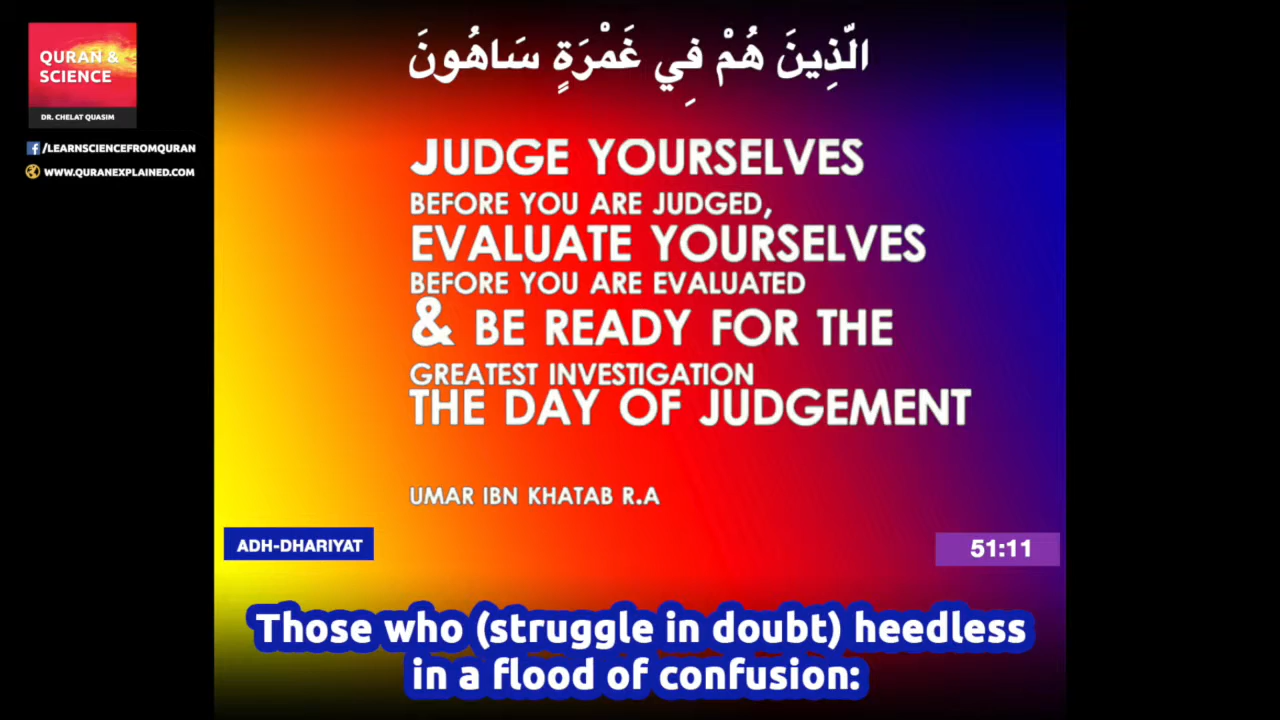 QURAN &
SCIENCE
DR. CHELAT QUASIM
/LEARNSCIENCEFROMQURAN
WWW.QURANEXPLAINED.COM
الَّذِينَ هُمْ فِي غَمْرَةٍ سَاهُونَ
JUDGE YOURSELVES
BEFORE YOU ARE JUDGED,
EVALUATE YOURSELVES
BEFORE YOU ARE EVALUATED
& BE READY FOR THE
GREATEST INVESTIGATION
THE DAY OF JUDGEMENT
UMAR IBN KHATAB R.A
ADH-DHARIYAT
51:11
Those who (struggle in doubt) heedless
in a flood of confusion: